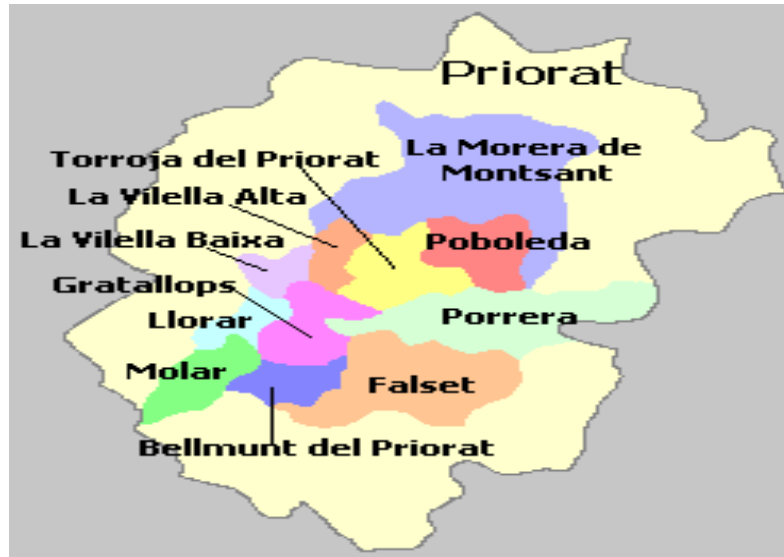 Priorat
La Morera de
Montsant
Torroja del Priorat
La Vilella Alta
La Vilella Baixa
Poboleda
Gratallops
Llorar
Porrera
Molar
Falset
Bellmunt del Priorat